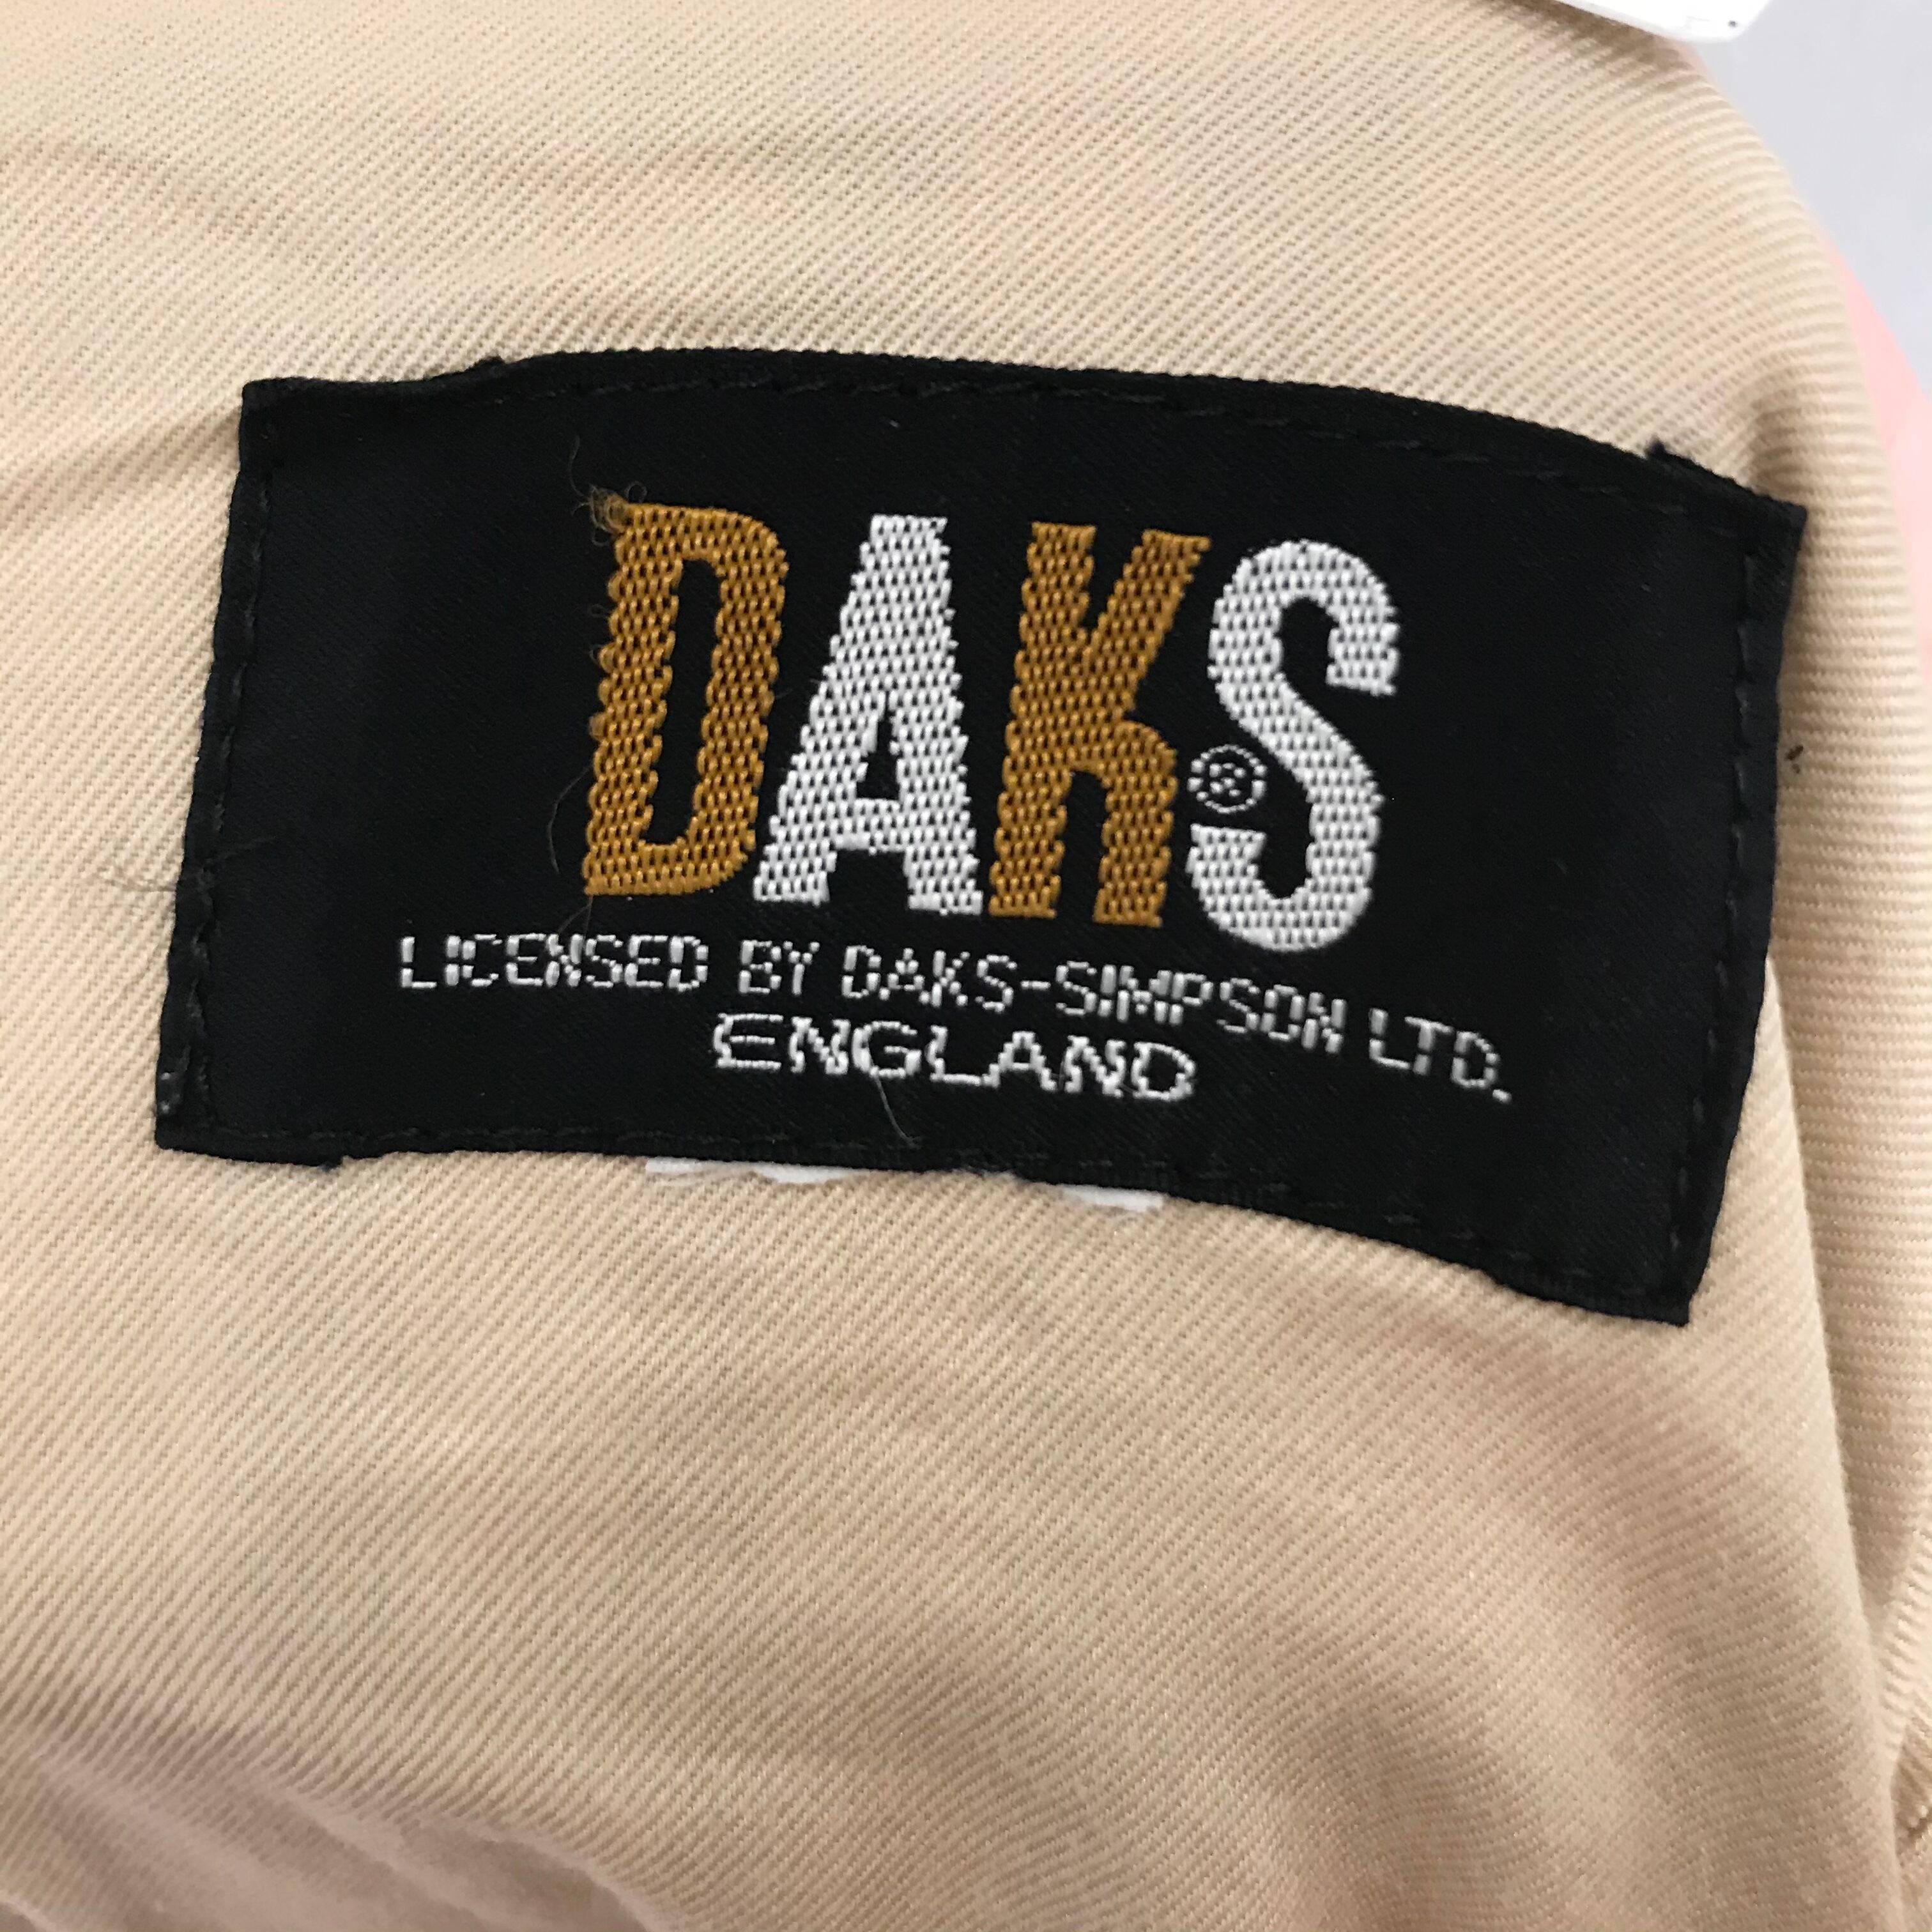 DAKS®
LICENSED BY DAKS-SIMPSON LTD.
ENGLAND